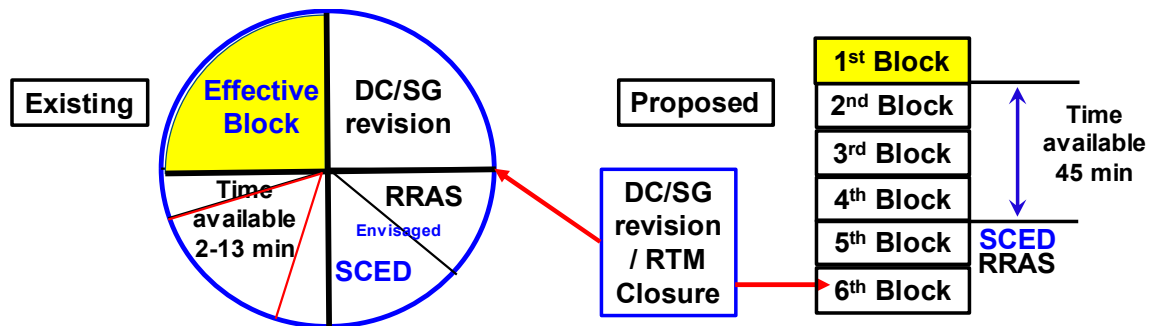 Existing
Effective
Block
DC/SG
revision
Time
available
2-13 min
RRAS
Envisaged
SCED
Proposed
DC/SG
revision
/ RTM
Closure
1st Block
2nd Block
3rd Block
4th Block
5th Block
6th Block
Time
available
45 min
SCED
RRAS